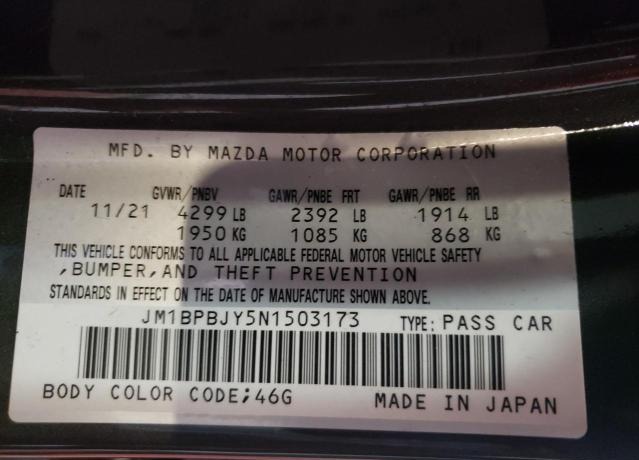 MFD. BY MAZDA MOTOR CORPORATION
DATE GVWR/PNBV GAWR/PNBE FRT GAWR/PNBE RR
11/21 4299 LB 2392 LB 1914 LB
1950 KG 1085 KG 868 KG
THIS VEHICLE CONFORMS TO ALL APPLICABLE FEDERAL MOTOR VEHICLE SAFETY
,BUMPER,AND THEFT PREVENTION
STANDARDS IN EFFECT ON THE DATE OF MANUFACTURE SHOWN ABOVE.
JM1BPBJY5N1503173 TYPE: PASS CAR
BODY COLOR CODE;46G MADE IN JAPAN